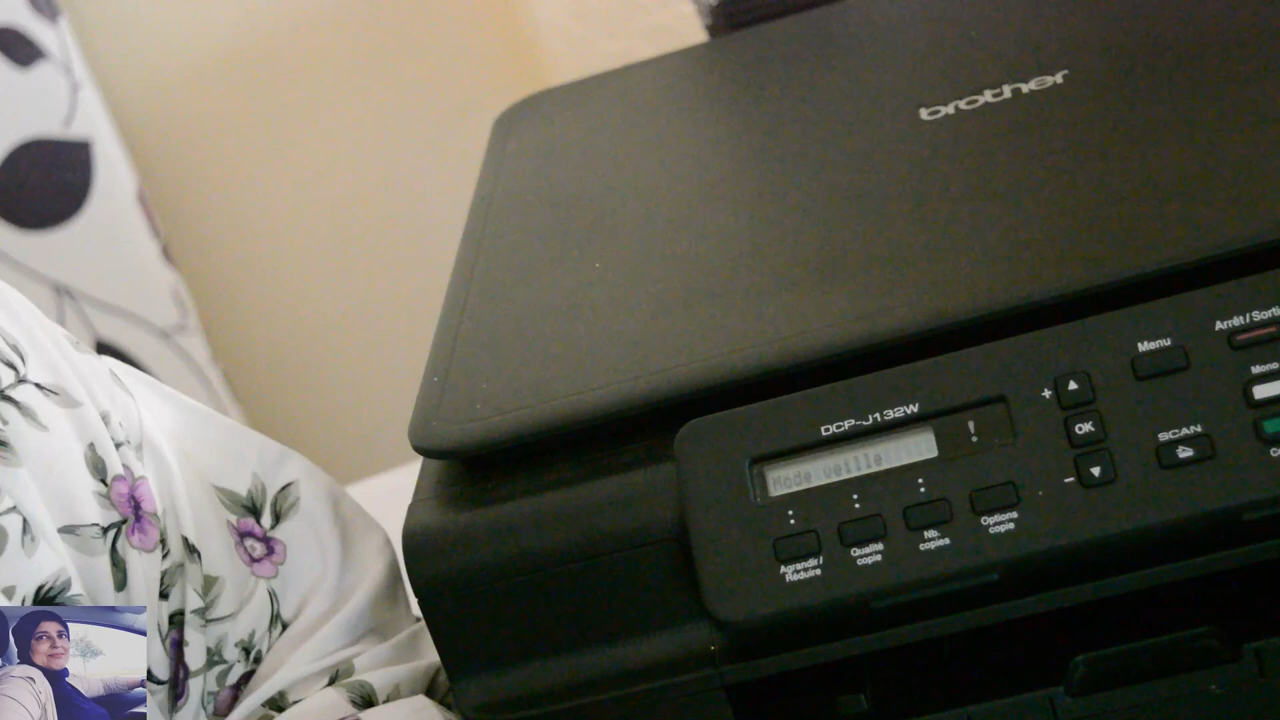 brother
DCP-J132W
Mode veille
!
Agrandir /
Réduire
Qualité
copie
Nb.
copies
Options
copie
+
OK
-
Menu
SCAN
Arrêt / Sorti
Mono
C